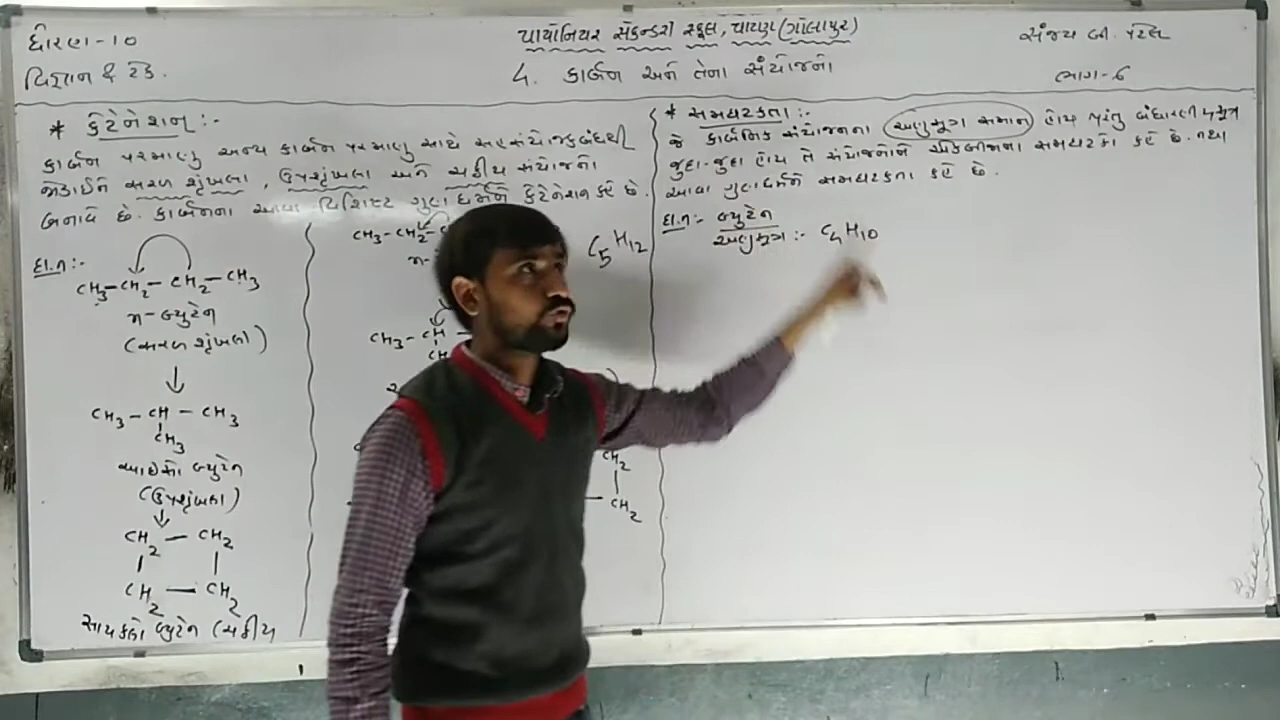 ધોરણ-10
વિજ્ઞાન & ટેક.
પાયોનિયર સેકન્ડરી સ્કૂલ, પાટણ(ગોલાપુર)
4. કાર્બન અને તેના સંયોજનો
સંજય બી. પટેલ
ભાગ-6
* કેટેનેશન :-
કાર્બન પરમાણુ અન્ય કાર્બન પરમાણુ સાથે સહસંયોજક બંધથી
જોડાઈને સરળ શૃંખલા, ઉપશૃંખલા અને ચક્રીય સંયોજનો
બનાવે છે. કાર્બનના આવા વિશિષ્ટ ગુણધર્મને કેટેનેશન કહે છે.
દા.ત :-
CH3-CH2-CH2-CH3
n-બ્યુટેન
(સરળ શૃંખલા)
↓
CH3-CH-CH3
|
CH3
આઇસો બ્યુટેન
(ઉપશૃંખલા)
↓
CH2-CH2
| |
CH2-CH2
સાયકલો બ્યુટેન (ચક્રીય
CH3-CH2-
n-
C5H12
CH3-CH
CH2
|
-CH2
* સમઘટકતા :-
જે કાર્બનિક સંયોજનના અણુસૂત્ર સમાન હોય પરંતુ બંધારણીય સૂત્ર
જુદા-જુદા હોય તે સંયોજનોને એકબીજાના સમઘટકો કહે છે. તથા
આવા ગુણધર્મને સમઘટકતા કહે છે.
દા.ત :- બ્યુટેન
અણુસૂત્ર :- C4H10